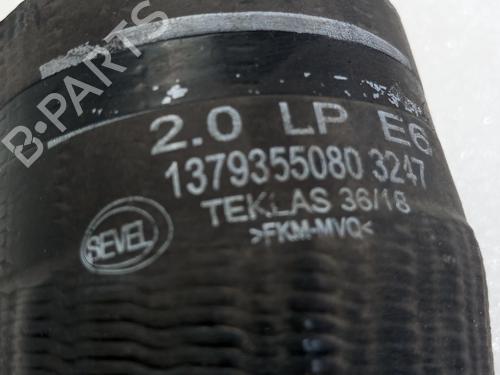 2.0 LP E6
1379355080 3247
TEKLAS 36/18
SEVEL
>FKM-MVQ<
B-PARTS